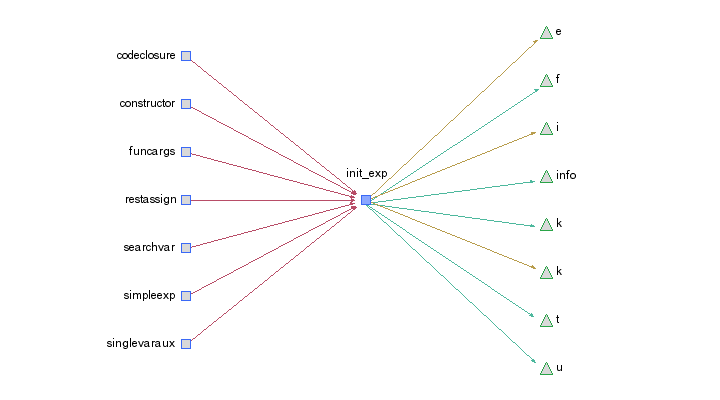 codeclosure
constructor
funcargs
restassign
searchvar
simpleexp
singlevaraux
init_exp
e
f
i
info
k
k
t
u